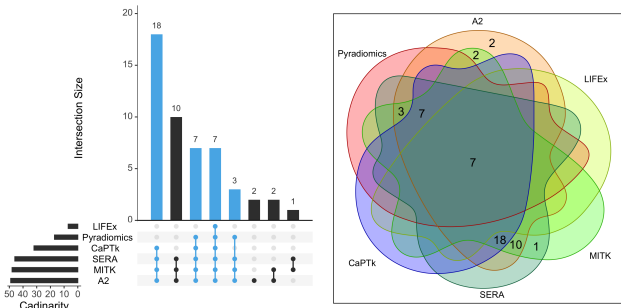 20
18
15
10
10
7
7
5
3
2
2
1
0
Intersection Size
LIFEx
Pyradiomics
CaPTk
SERA
MITK
A2
50 40 30 20 10 0
Cadinarity
A2
Pyradiomics
LIFEx
2
2
3
7
7
18
10
1
CaPTk
MITK
SERA